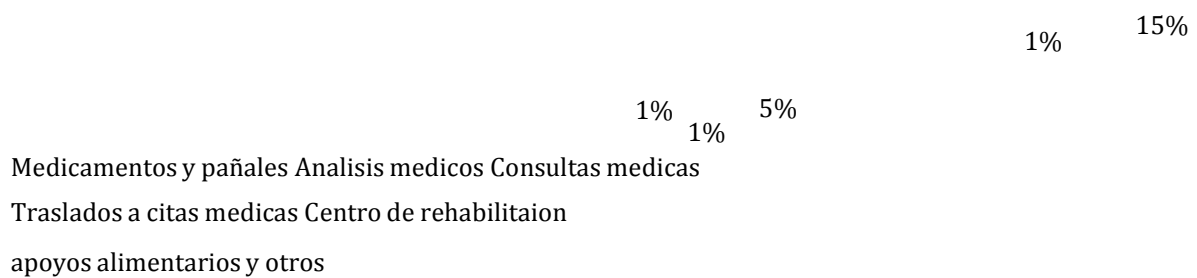 15%
1%
1%
5%
1%
Medicamentos y pañales Analisis medicos Consultas medicas
Traslados a citas medicas Centro de rehabilitaion
apoyos alimentarios y otros